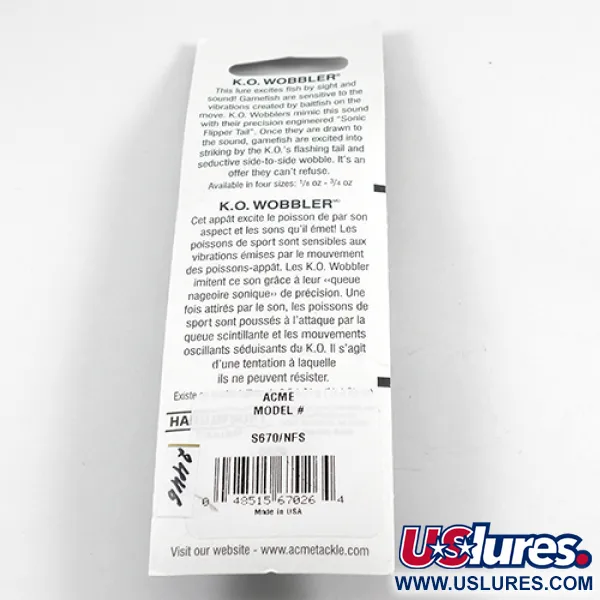 K.O. WOBBLER®
This lure excites fish by sight and
sound! Gamefish are sensitive to the
vibrations created by baitfish on the
move. K.O. Wobblers mimic this sound
with their precision engineered "Sonic
Flipper Tail". Once they are drawn to
the sound, gamefish are excited into
striking by the K.O.'s flashing tail and
seductive side-to-side wobble. It's an
offer they can't refuse.
Available in four sizes: 1/8 oz - 3/4 oz
K.O. WOBBLER
Cet appât excite le poisson de par son
aspect et les sons qu'il émet! Les
poissons de sport sont sensibles aux
vibrations émises par le mouvement
des poissons-appât. Les K.O. Wobbler
imitent ce son grâce à leur «queue
nageoire sonique» de précision. Une
fois attirés par le son, les poissons de
sport sont poussés à l'attaque par la
queue scintillante et les mouvements
oscillants séduisants du K.O. Il s'agit
d'une tentation à laquelle
ils ne peuvent résister.
Existe
ACME
MODEL #
HA
S670/NFS
2446
0 48515 67026 4
Made in USA
Visit our website - www.acmetackle.com
USlures.
WWW.USLURES.COM